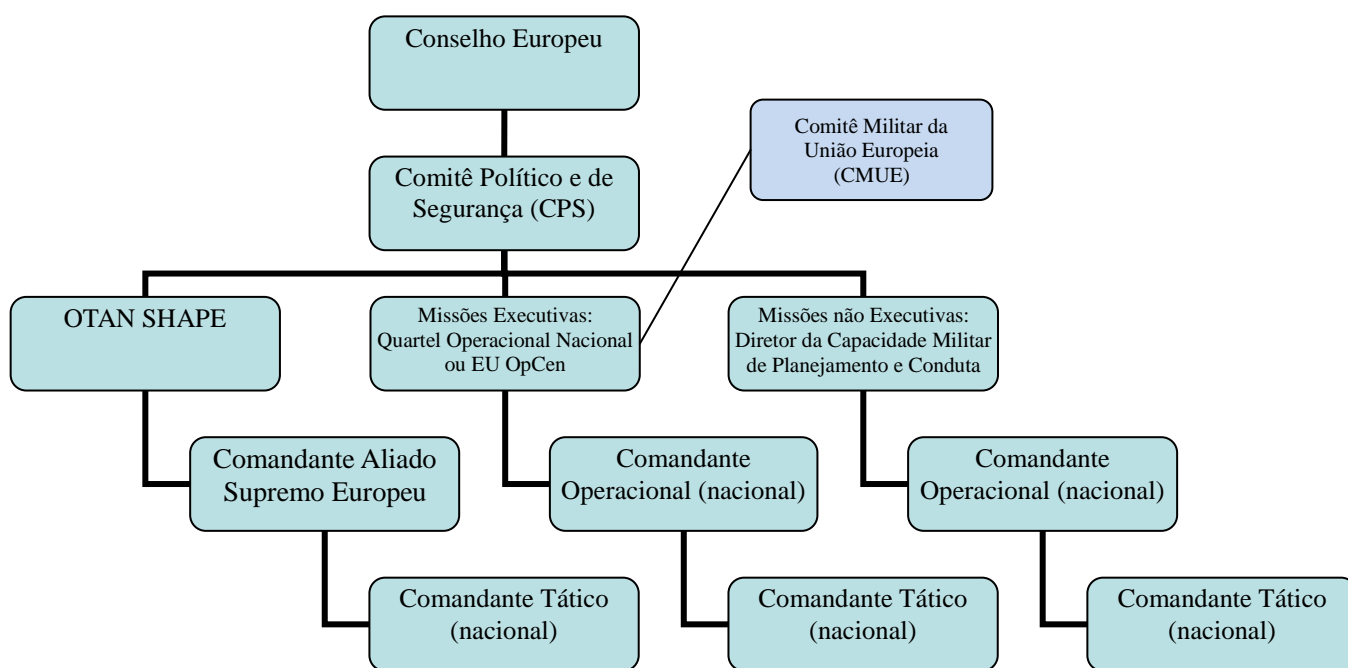 Conselho Europeu
Comitê Militar da
União Europeia
(CMUE)
Comitê Político e de
Segurança (CPS)
OTAN SHAPE
Missões Executivas:
Quartel Operacional Nacional
ou EU OpCen
Missões não Executivas:
Diretor da Capacidade Militar
de Planejamento e Conduta
Comandante Aliado
Supremo Europeu
Comandante
Operacional (nacional)
Comandante
Operacional (nacional)
Comandante Tático
(nacional)
Comandante Tático
(nacional)
Comandante Tático
(nacional)